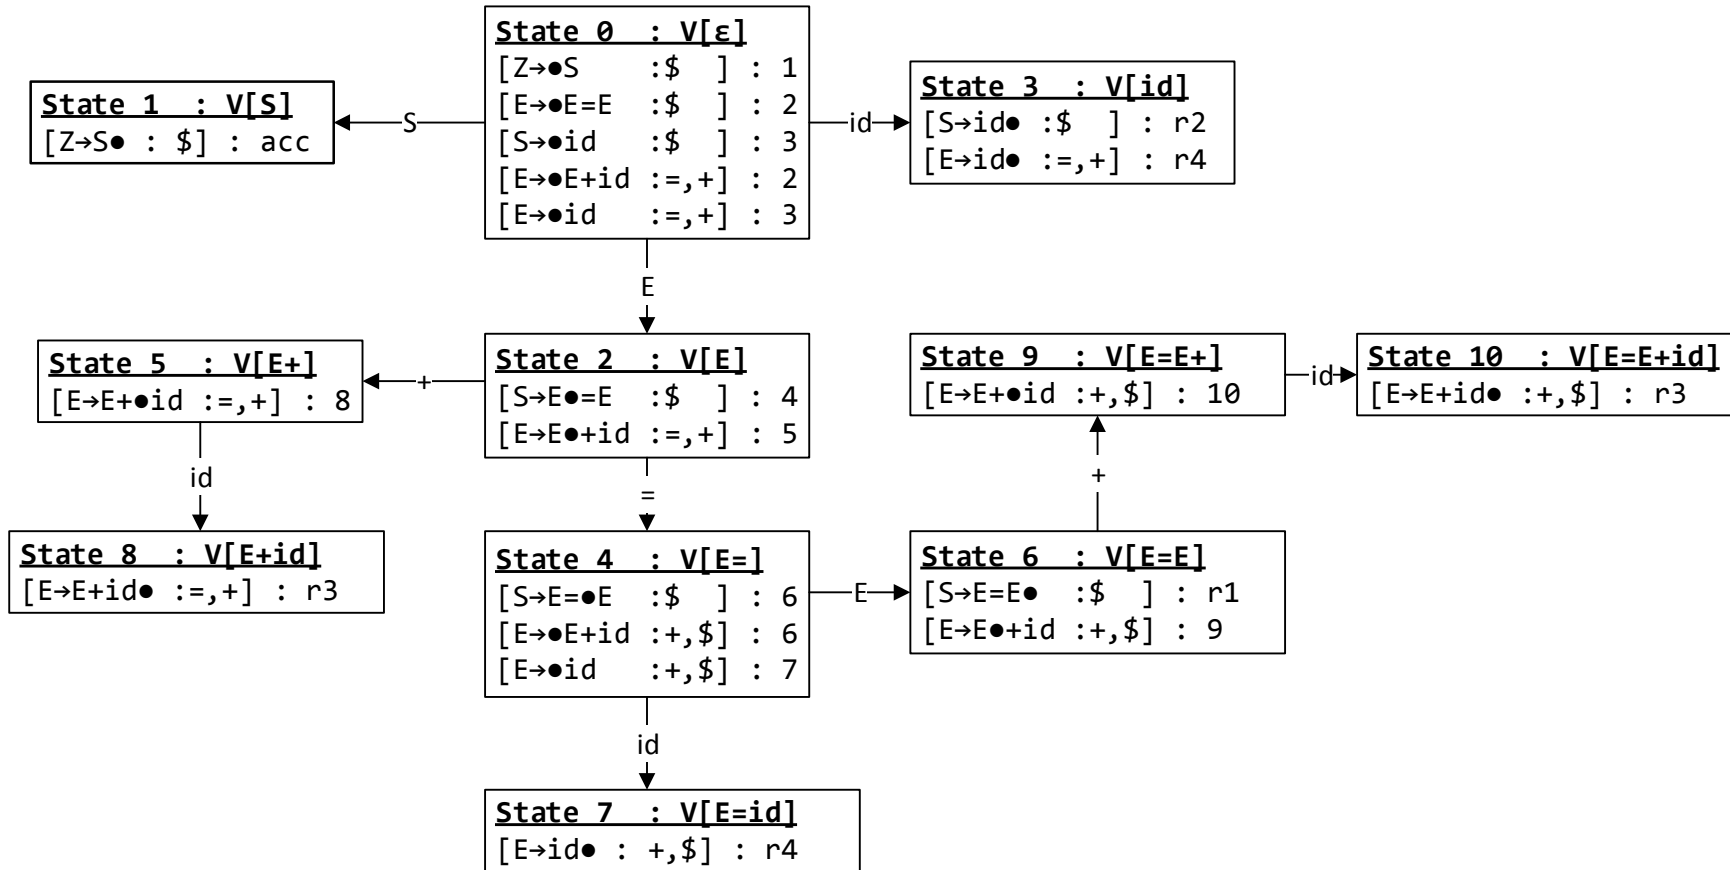 State 0  : V[ε]
[Z→●S    :$  ] : 1
[E→●E=E  :$  ] : 2
[S→●id   :$  ] : 3
[E→●E+id :=,+] : 2
[E→●id   :=,+] : 3
State 1  : V[S]
[Z→S● : $] : acc
S
id
State 3  : V[id]
[S→id● :$  ] : r2
[E→id● :=,+] : r4
E
State 5  : V[E+]
[E→E+●id :=,+] : 8
+
State 2  : V[E]
[S→E●=E  :$  ] : 4
[E→E●+id :=,+] : 5
State 9  : V[E=E+]
[E→E+●id :+,$] : 10
id
State 10  : V[E=E+id]
[E→E+id● :+,$] : r3
id
=
+
State 8  : V[E+id]
[E→E+id● :=,+] : r3
State 4  : V[E=]
[S→E=●E  :$  ] : 6
[E→●E+id :+,$] : 6
[E→●id   :+,$] : 7
E
State 6  : V[E=E]
[S→E=E●  :$  ] : r1
[E→E●+id :+,$] : 9
id
State 7  : V[E=id]
[E→id● : +,$] : r4